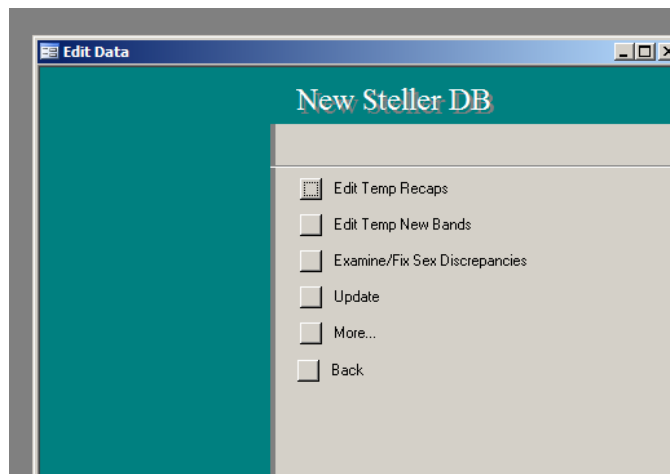 Edit Data
New Steller DB
Edit Temp Recaps
Edit Temp New Bands
Examine/Fix Sex Discrepancies
Update
More...
Back